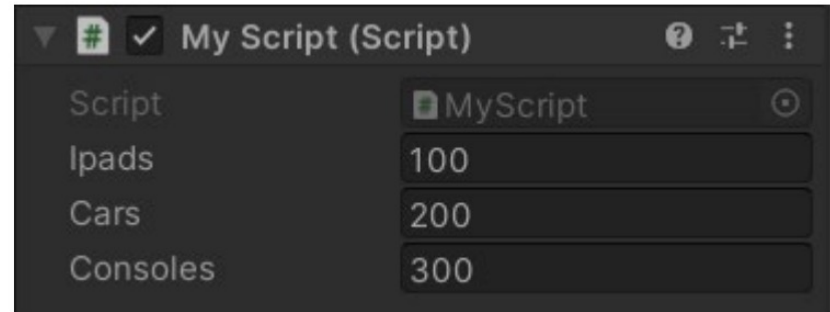 My Script (Script)
Script MyScript
Ipads 100
Cars 200
Consoles 300